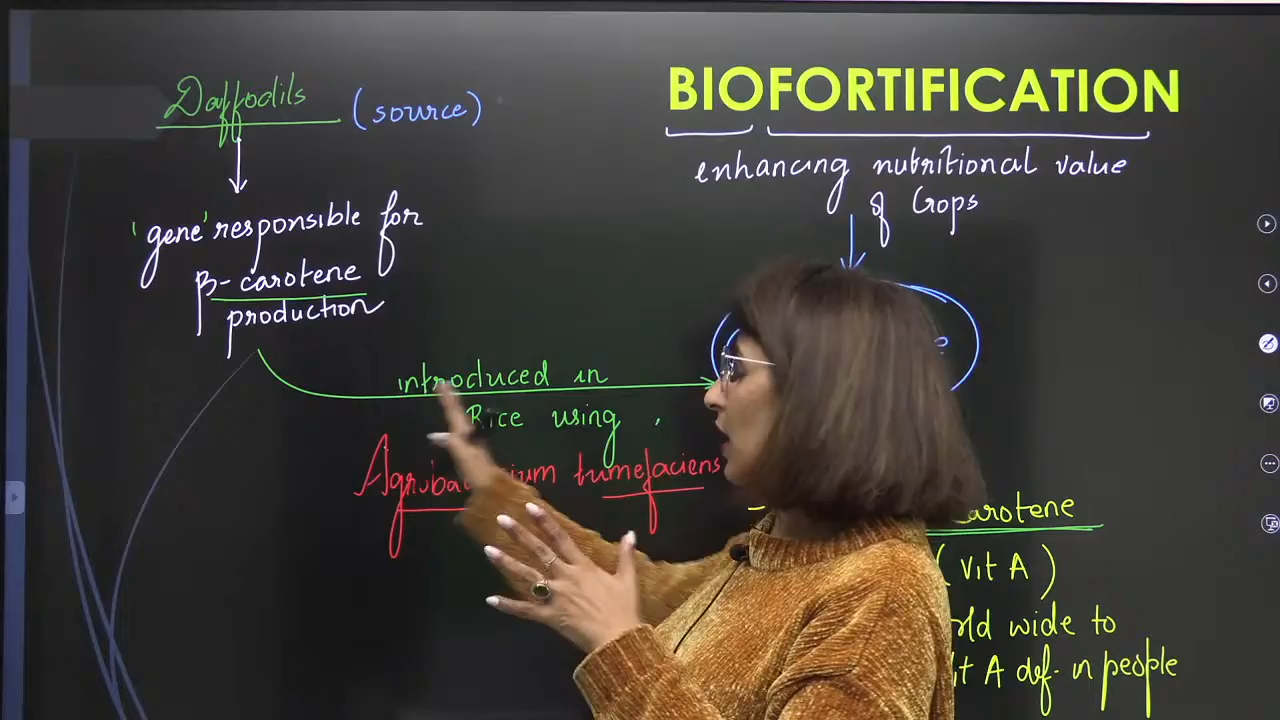 Daffodils (source)
'gene' responsible for
β-carotene
production
introduced in
Rice using
tumefaciens
BIOFORTIFICATION
enhancing nutritional value
of Crops
(vit A)
wide to
A def. in people